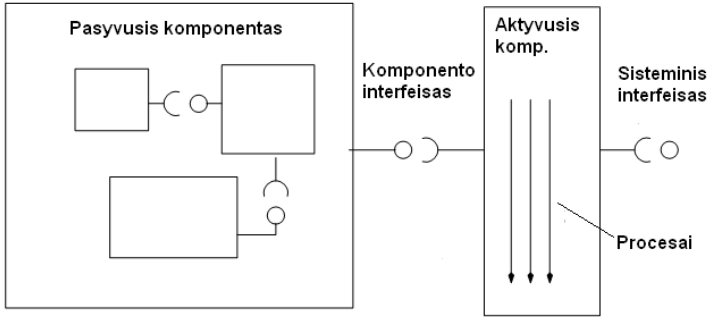 Pasyvusis komponentas
Komponento
interfeisas
Aktyvusis
komp.
Sisteminis
interfeisas
Procesai